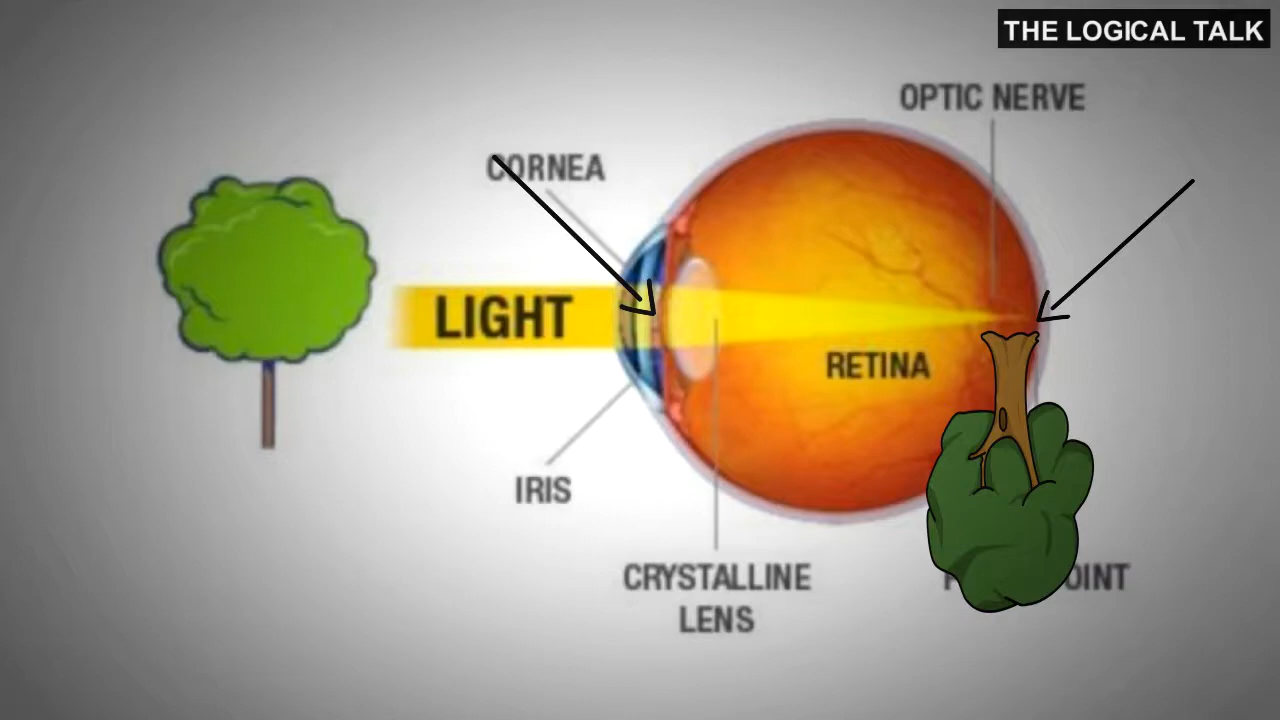 THE LOGICAL TALK
OPTIC NERVE
CORNEA
LIGHT
RETINA
IRIS
CRYSTALLINE
LENS